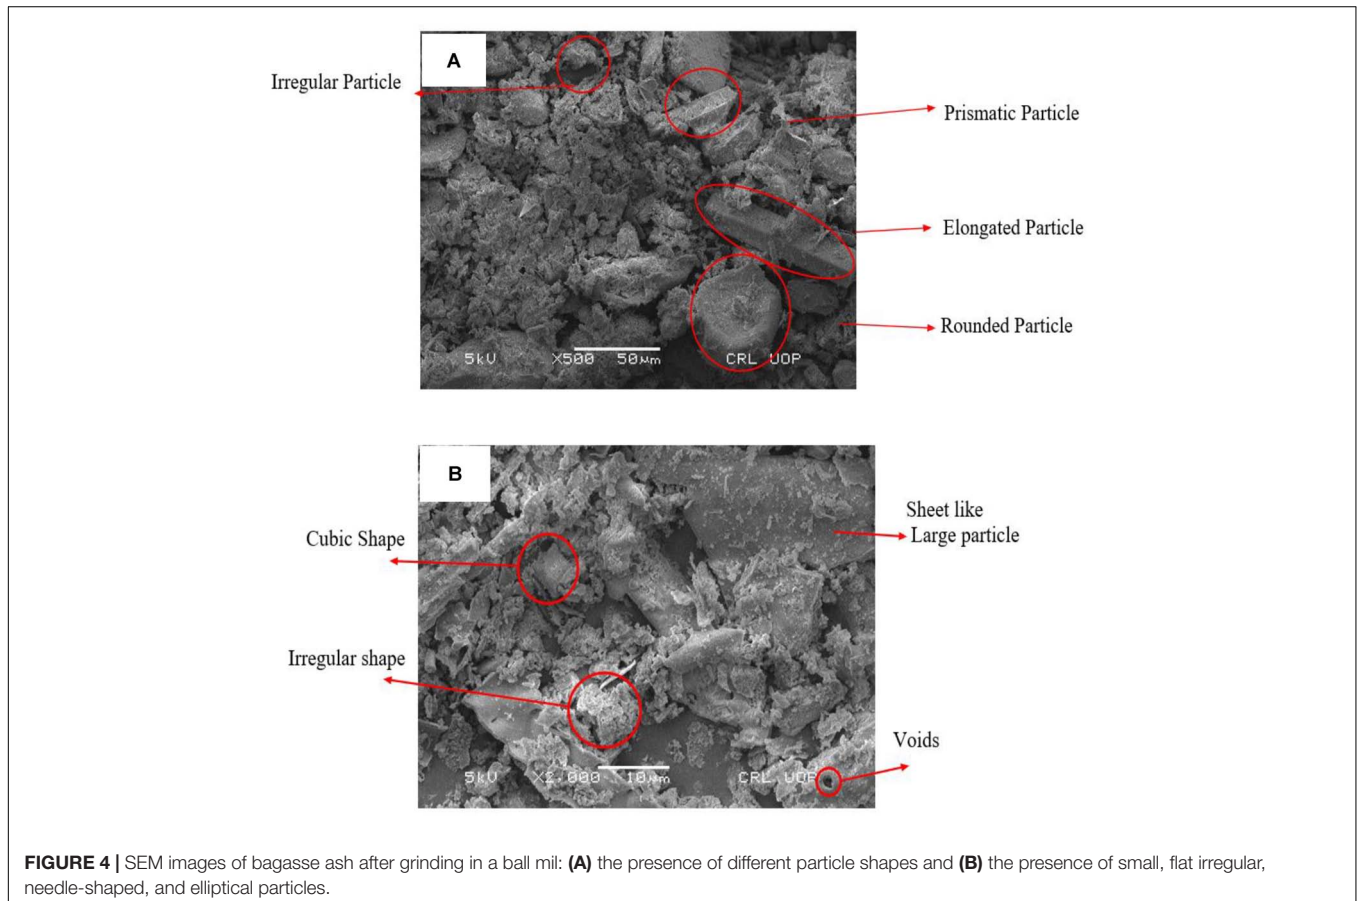 A
Irregular Particle
Prismatic Particle
Elongated Particle
Rounded Particle
5kV X500 50µm CRL UOP
B
Cubic Shape
Sheet like
Large particle
Irregular shape
Voids
5kV X2,000 10µm CRL UOP
FIGURE 4 | SEM images of bagasse ash after grinding in a ball mil: (A) the presence of different particle shapes and (B) the presence of small, flat irregular,
needle-shaped, and elliptical particles.